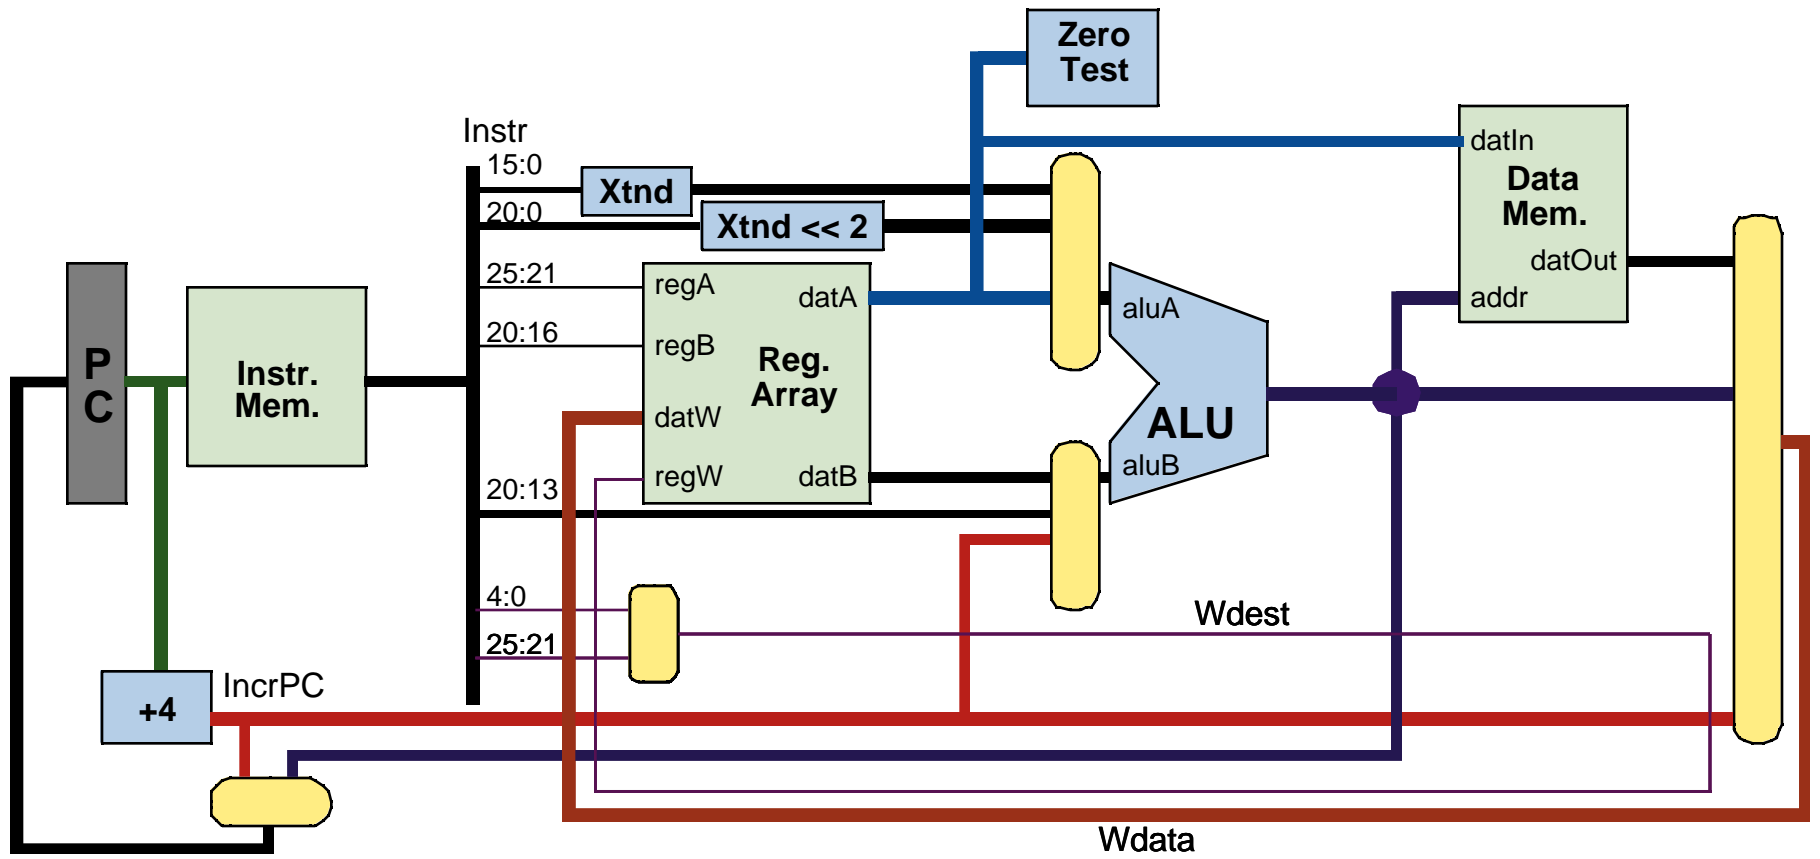 Zero
Test
Instr
15:0
Xtnd
20:0
Xtnd << 2
datIn
Data
Mem.
datOut
addr
25:21
regA
datA
20:16
regB
Reg.
Array
datW
regW
datB
20:13
aluA
ALU
aluB
P
C
Instr.
Mem.
4:0
25:21
Wdest
IncrPC
+4
Wdata